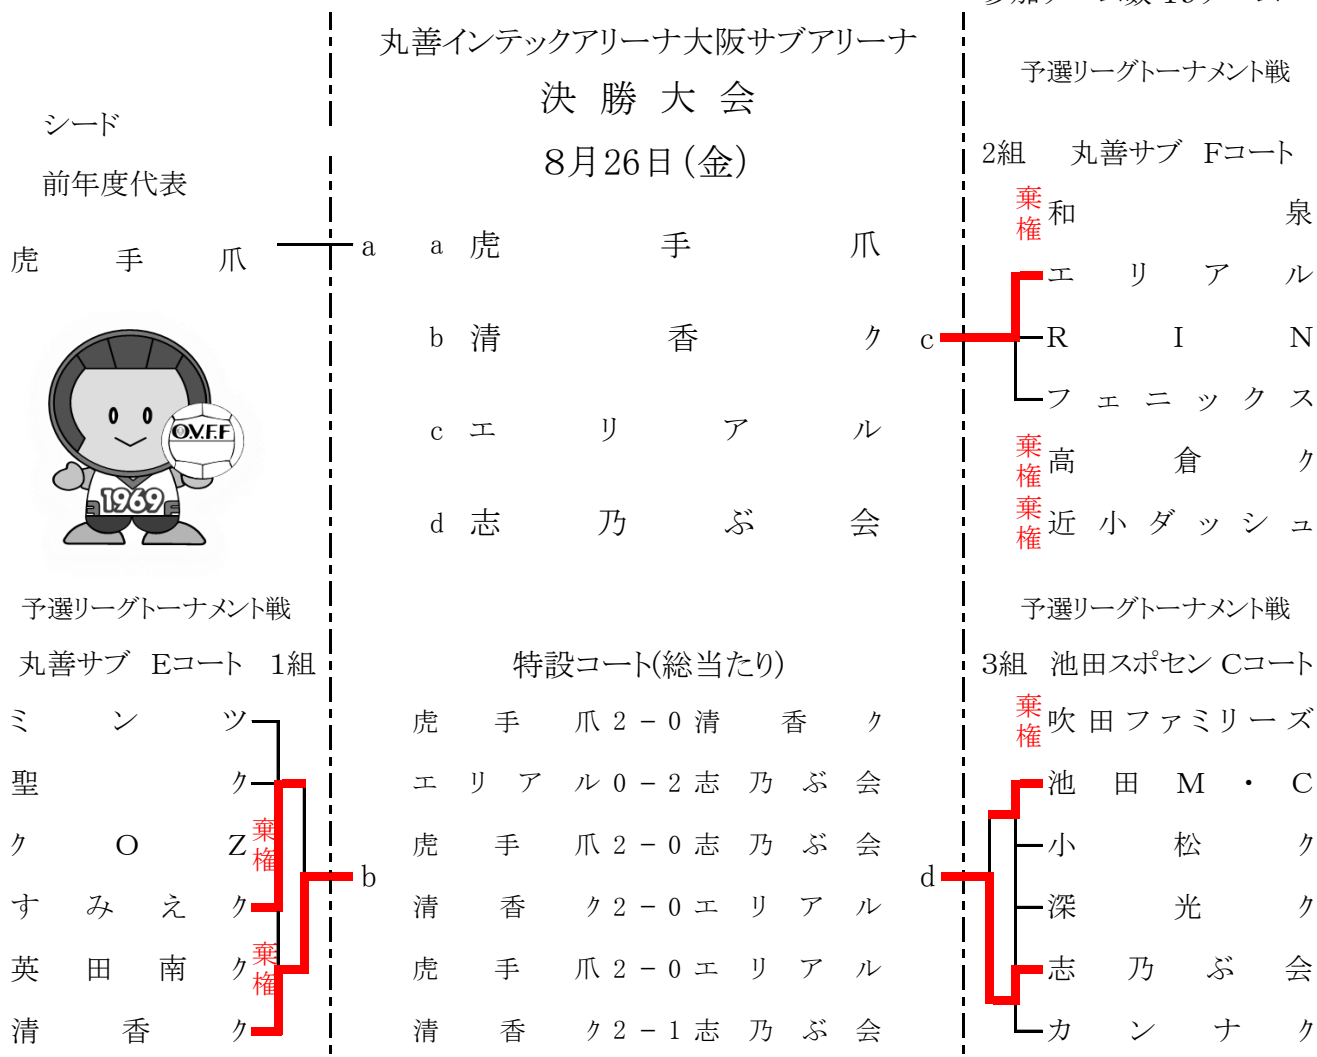 丸善インテックアリーナ大阪サブアリーナ
決勝大会
8月26日(金)
シード
前年度代表
虎手爪
a
a 虎手爪
b 清香ク
c エリアル
d 志乃ぶ会
O.V.F.F
1969
予選リーグトーナメント戦
丸善サブ Eコート 1組
ミンツ
聖ク
クOZ 棄権
すみえク
英田南ク 棄権
清香ク
b
特設コート(総当たり)
虎手爪 2 − 0 清香ク
エリアル 0 − 2 志乃ぶ会
虎手爪 2 − 0 志乃ぶ会
清香ク 2 − 0 エリアル
虎手爪 2 − 0 エリアル
清香ク 2 − 1 志乃ぶ会
予選リーグトーナメント戦
2組 丸善サブ Fコート
棄権 和泉
エリアル
RIN
フェニックス
棄権 高倉ク
棄権 近小ダッシュ
c
予選リーグトーナメント戦
3組 池田スポセン Cコート
棄権 吹田ファミリーズ
池田M・C
小松ク
深光ク
志乃ぶ会
カンナク
d